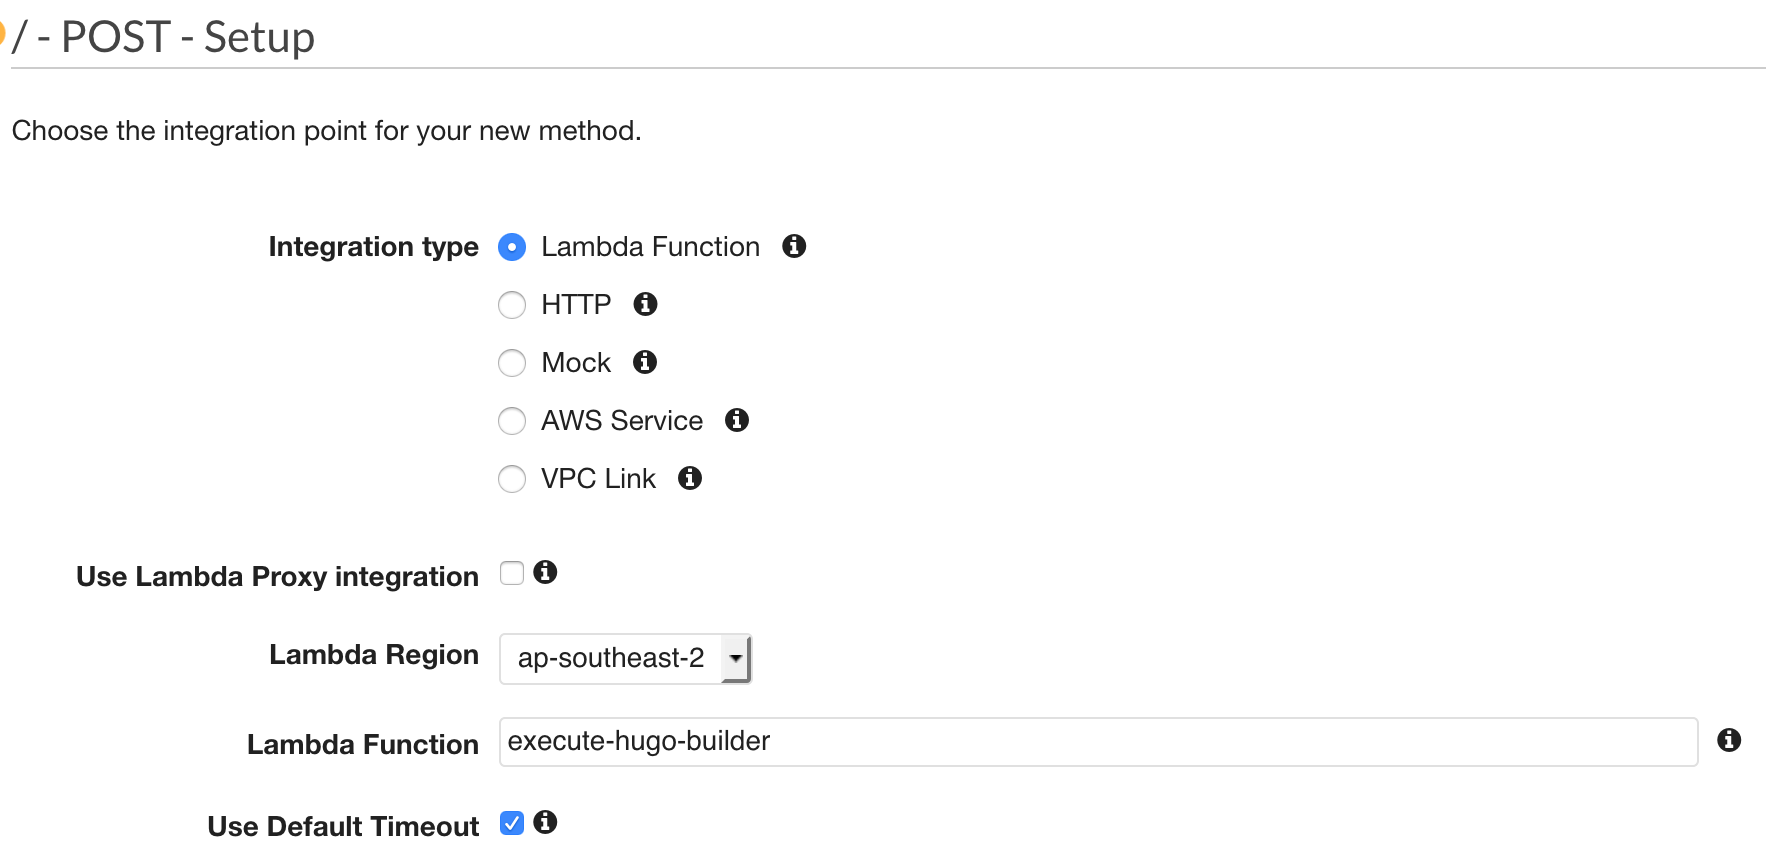 / - POST - Setup
Choose the integration point for your new method.
Integration type Lambda Function
HTTP
Mock
AWS Service
VPC Link
Use Lambda Proxy integration
Lambda Region ap-southeast-2
Lambda Function execute-hugo-builder
Use Default Timeout